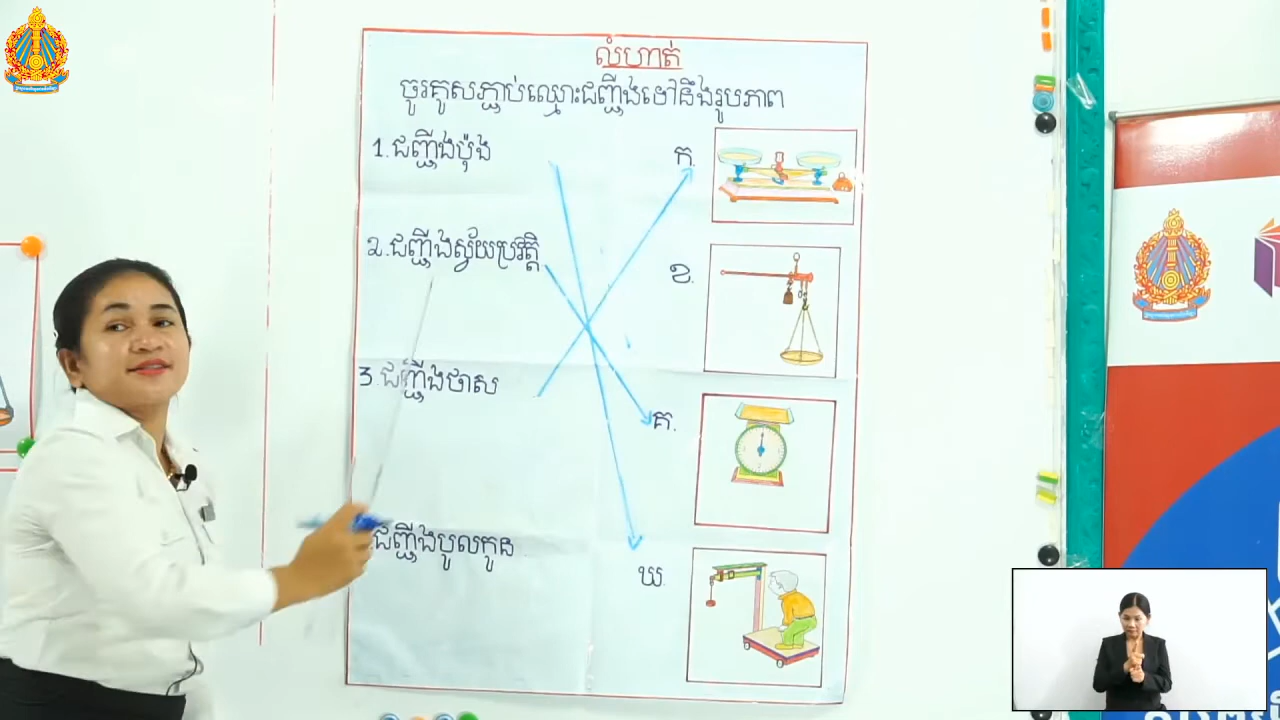 លំហាត់
ចូរគូសភ្ជាប់ឈ្មោះជញ្ជីងទៅនឹងរូបភាព
1. ជញ្ជីងប៉ុង
ក.
2. ជញ្ជីងស្វ័យប្រវត្តិ
ខ.
3. ជញ្ជីងថាស
គ.
ជញ្ជីងបូលកូន
ឃ.